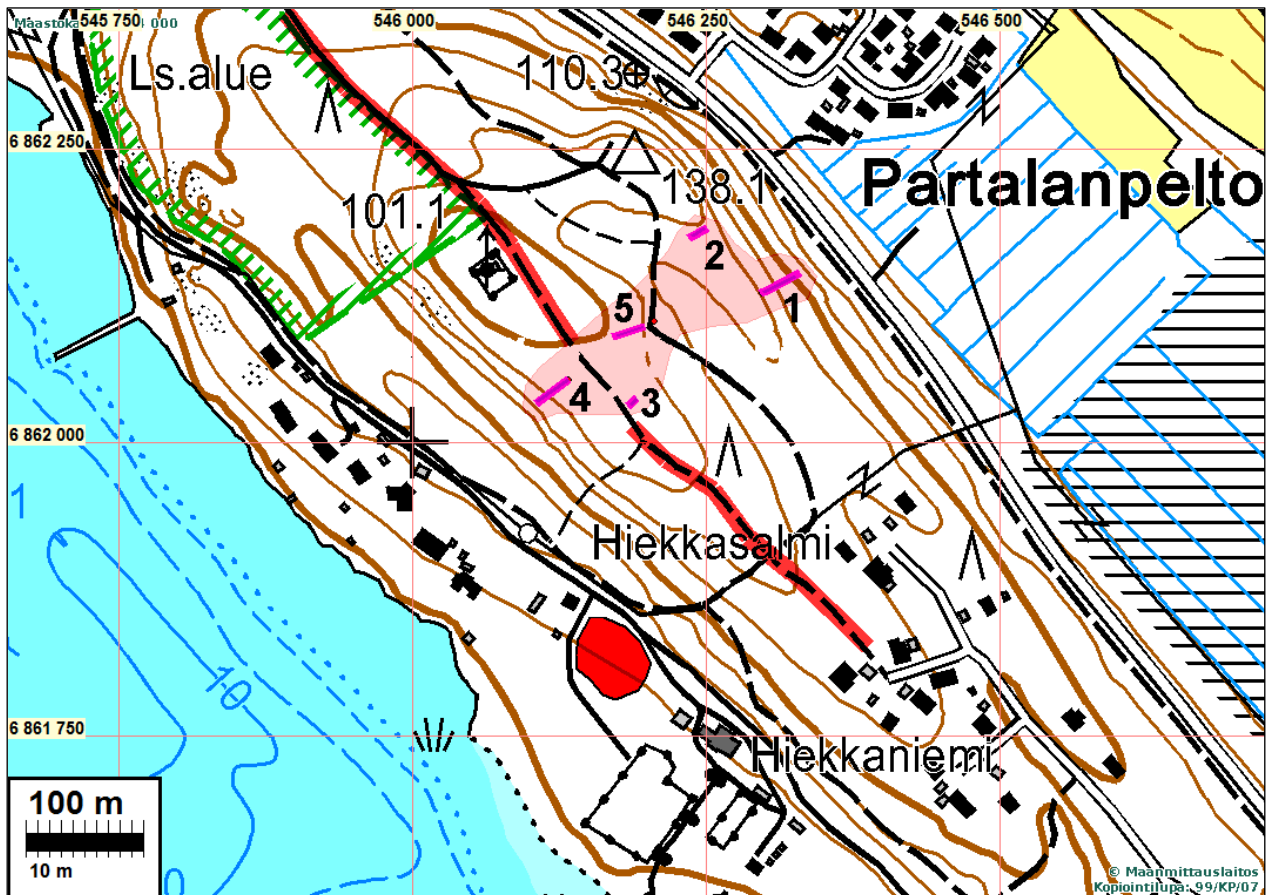 545 750
546 000
546 250
546 500
Ls.alue
110.3
6 862 250
138.1
Partalanpelto
101.1
2
1
5
4
3
6 862 000
1
Hiekkasalmi
10
6 861 750
Hiekkaniemi
100 m
10 m
0
© Maanmittauslaitos
Kopiointilupa: 99/KP/07